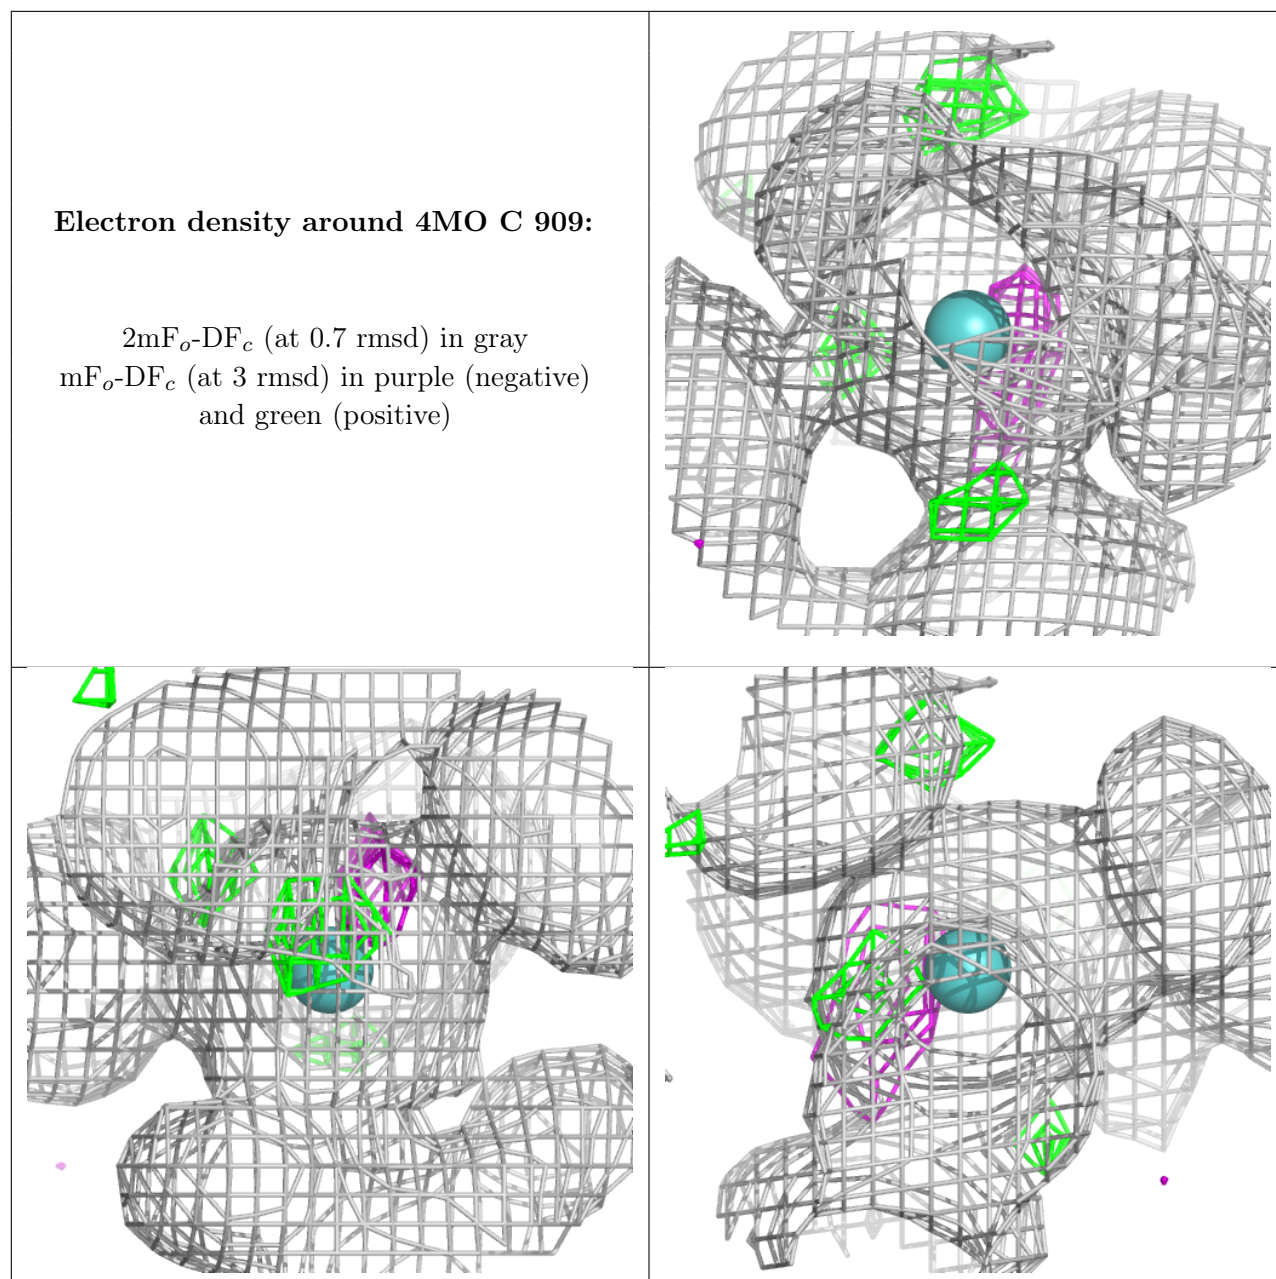 Electron density around 4MO C 909:
2mFo-DFc (at 0.7 rmsd) in gray
mFo-DFc (at 3 rmsd) in purple (negative)
and green (positive)